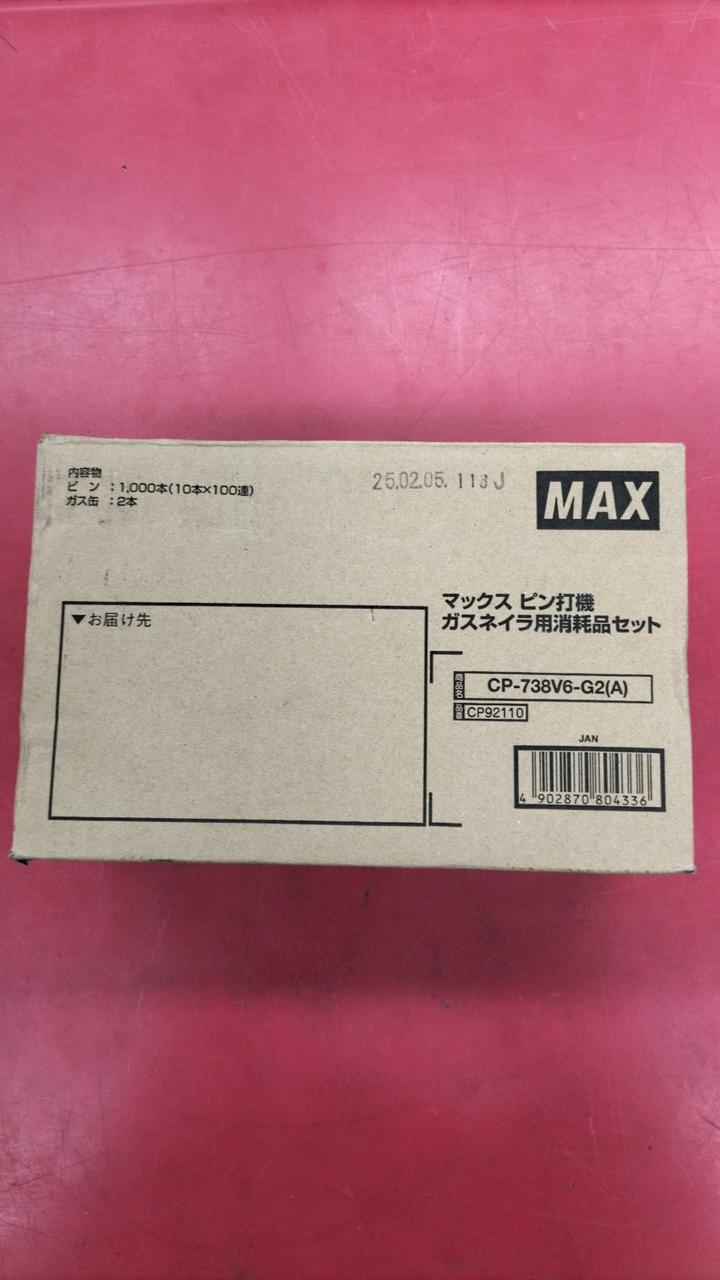 内容物
ピン：1,000本(10本×100連)
ガス缶：2本
25.02.05.
MAX
▼お届け先
マックス ピン打機
ガスネイラ用消耗品セット
商品名 CP-738V6-G2(A)
品番 CP92110
JAN
4 902870 804336